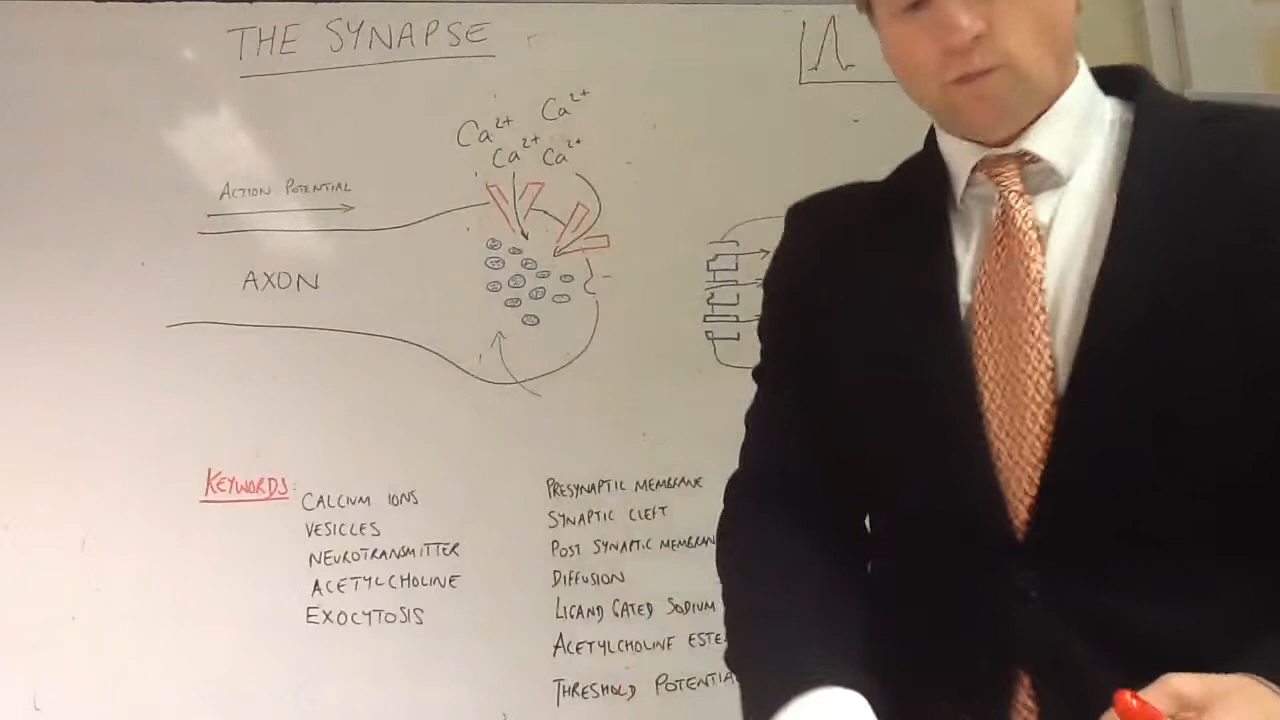 THE SYNAPSE
Ca2+ Ca2+
Ca2+ Ca2+
ACTION POTENTIAL
AXON
KEYWORDS:
CALCIUM IONS
VESICLES
NEUROTRANSMITTER
ACETYLCHOLINE
EXOCYTOSIS
PRESYNAPTIC MEMBRANE
SYNAPTIC CLEFT
POST SYNAPTIC MEMBRAN
DIFFUSION
LIGAND GATED SODIUM
ACETYLCHOLINE ESTE
THRESHOLD POTENTIA